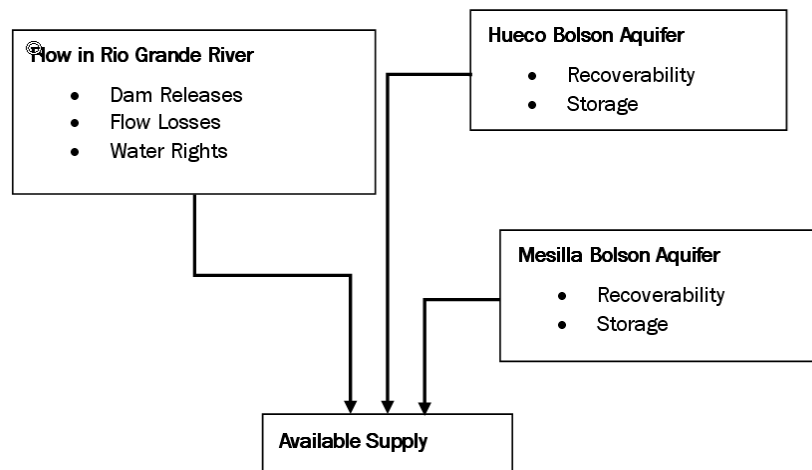 Flow in Rio Grande River
• Dam Releases
• Flow Losses
• Water Rights
Hueco Bolson Aquifer
• Recoverability
• Storage
Mesilla Bolson Aquifer
• Recoverability
• Storage
Available Supply